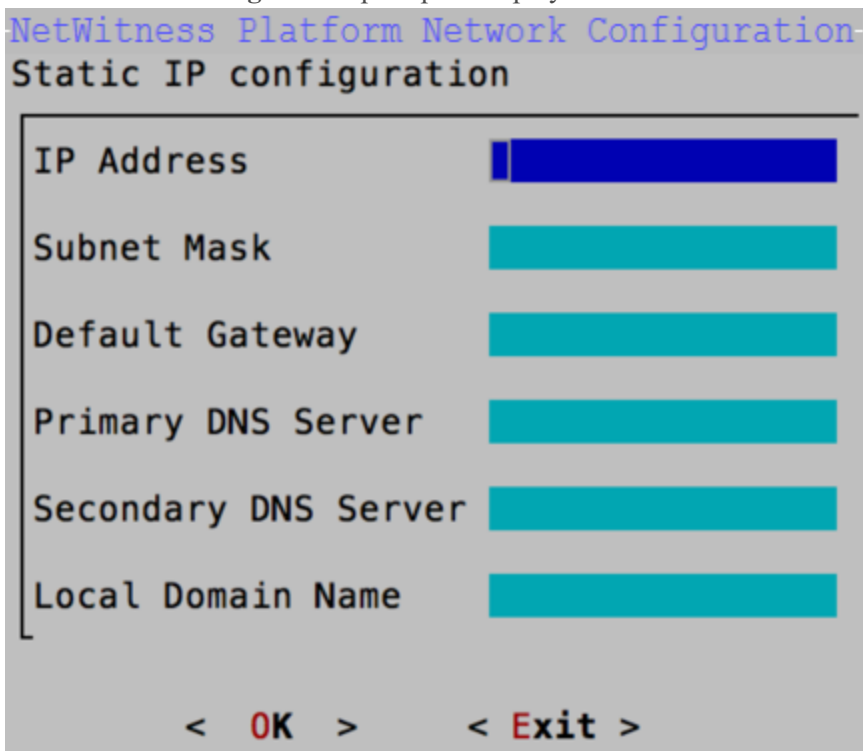 NetWitness Platform Network Configuration
Static IP configuration
IP Address
Subnet Mask
Default Gateway
Primary DNS Server
Secondary DNS Server
Local Domain Name
< OK > < Exit >